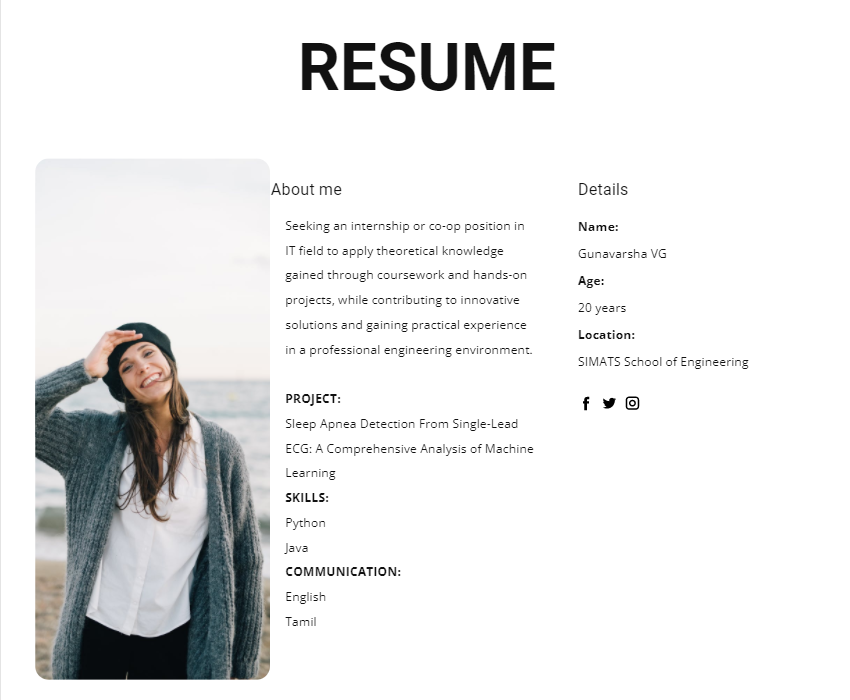 RESUME
About me
Seeking an internship or co-op position in
IT field to apply theoretical knowledge
gained through coursework and hands-on
projects, while contributing to innovative
solutions and gaining practical experience
in a professional engineering environment.
PROJECT:
Sleep Apnea Detection From Single-Lead
ECG: A Comprehensive Analysis of Machine
Learning
SKILLS:
Python
Java
COMMUNICATION:
English
Tamil
Details
Name:
Gunavarsha VG
Age:
20 years
Location:
SIMATS School of Engineering